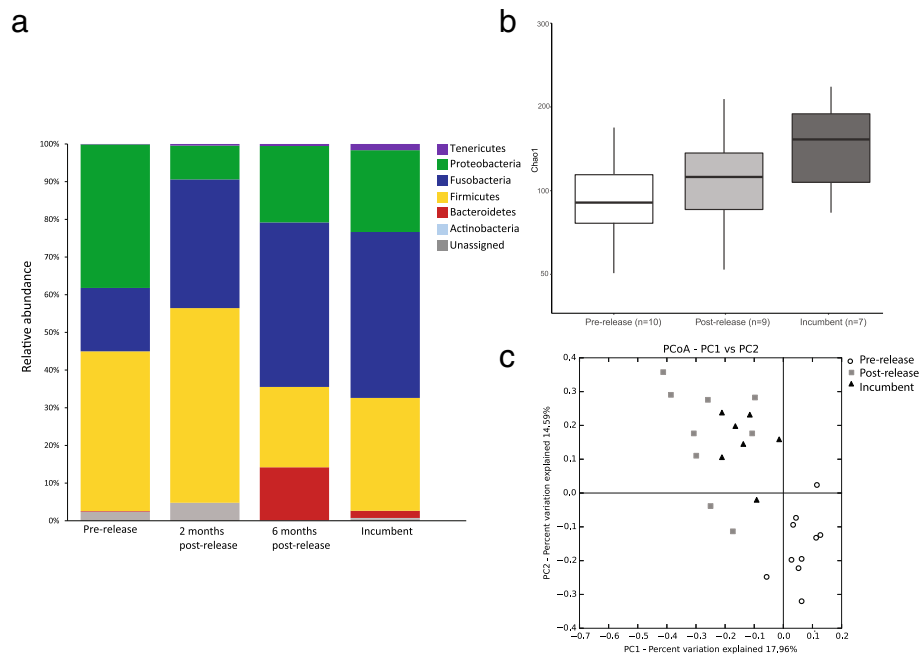 a
Relative abundance
100%
90%
80%
70%
60%
50%
40%
30%
20%
10%
0%
Pre-release
2 months
post-release
6 months
post-release
Incumbent
Tenericutes
Proteobacteria
Fusobacteria
Firmicutes
Bacteroidetes
Actinobacteria
Unassigned
b
Chao1
300
200
100
50
Pre-release (n=10)
Post-release (n=9)
Incumbent (n=7)
c
PCoA - PC1 vs PC2
PC2 - Percent variation explained 14,59%
0.4
0.3
0.2
0.1
0.0
−0.1
−0.2
−0.3
−0.4
−0.7
−0.6
−0.5
−0.4
−0.3
−0.2
−0.1
0.0
0.1
0.2
PC1 - Percent variation explained 17,96%
Pre-release
Post-release
Incumbent